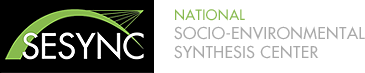 SESYNC
NATIONAL
SOCIO-ENVIRONMENTAL
SYNTHESIS CENTER